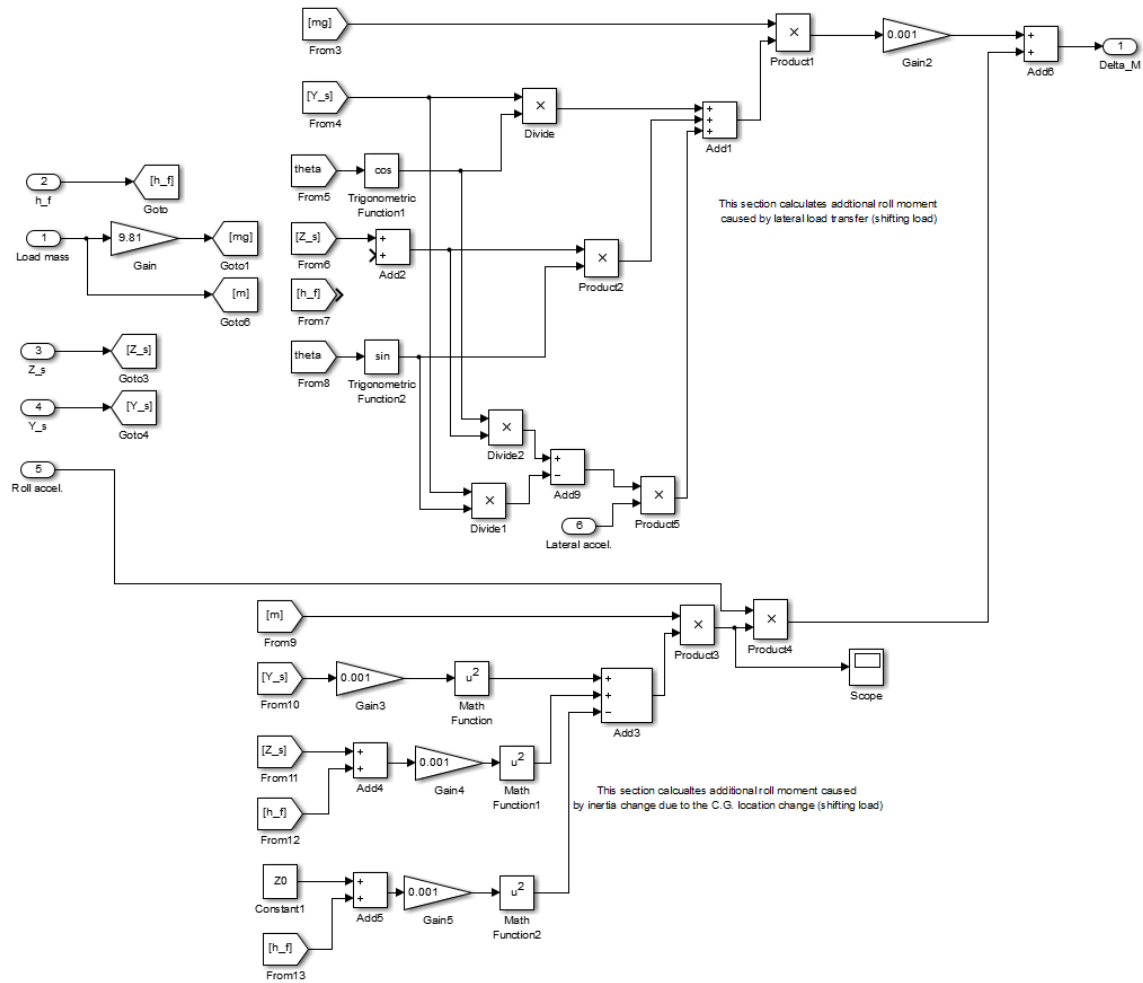 [mg]
From3
×
Product1
0.001
Gain2
+
+
Add6
1
Delta_M
[Y_s]
From4
×
Divide
+
+
+
Add1
theta
From5
cos
Trigonometric
Function1
This section calculates addtional roll moment
caused by lateral load transfer (shifting load)
2
h_f
[h_f]
Goto
1
Load mass
9.81
Gain
[mg]
Goto1
[m]
Goto6
[Z_s]
From6
+
+
Add2
×
Product2
[h_f]
From7
theta
From8
sin
Trigonometric
Function2
3
Z_s
[Z_s]
Goto3
4
Y_s
[Y_s]
Goto4
5
Roll accel.
×
Divide2
+
−
Add9
×
Divide1
6
Lateral accel.
×
Product5
[m]
From9
×
Product3
×
Product4
Scope
[Y_s]
From10
0.001
Gain3
u2
Math
Function
+
+
−
Add3
[Z_s]
From11
+
+
Add4
0.001
Gain4
u2
Math
Function1
[h_f]
From12
This section calcualtes additional roll moment caused
by inertia change due to the C.G. location change (shifting load)
Z0
Constant1
+
+
Add5
0.001
Gain5
u2
Math
Function2
[h_f]
From13